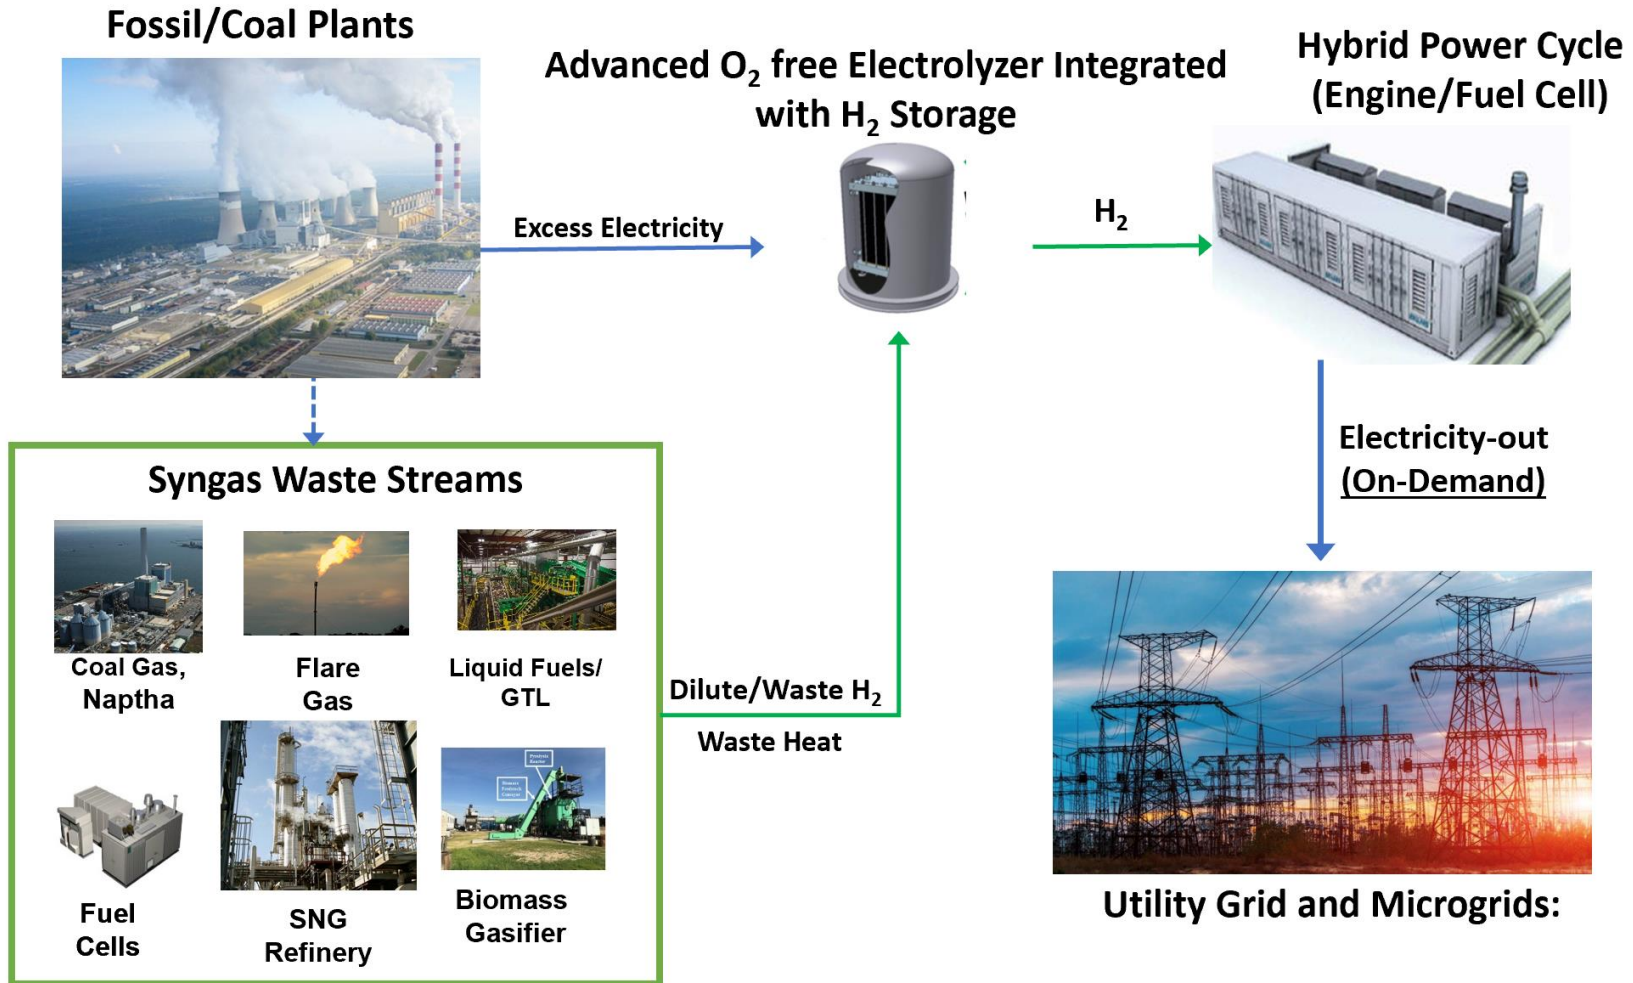 Fossil/Coal Plants
Advanced O₂ free Electrolyzer Integrated
with H₂ Storage
Hybrid Power Cycle
(Engine/Fuel Cell)
Excess Electricity
H₂
Electricity-out
(On-Demand)
Syngas Waste Streams
Coal Gas,
Naptha
Flare
Gas
Liquid Fuels/
GTL
Dilute/Waste H₂
Waste Heat
Fuel
Cells
SNG
Refinery
Biomass
Gasifier
Utility Grid and Microgrids: